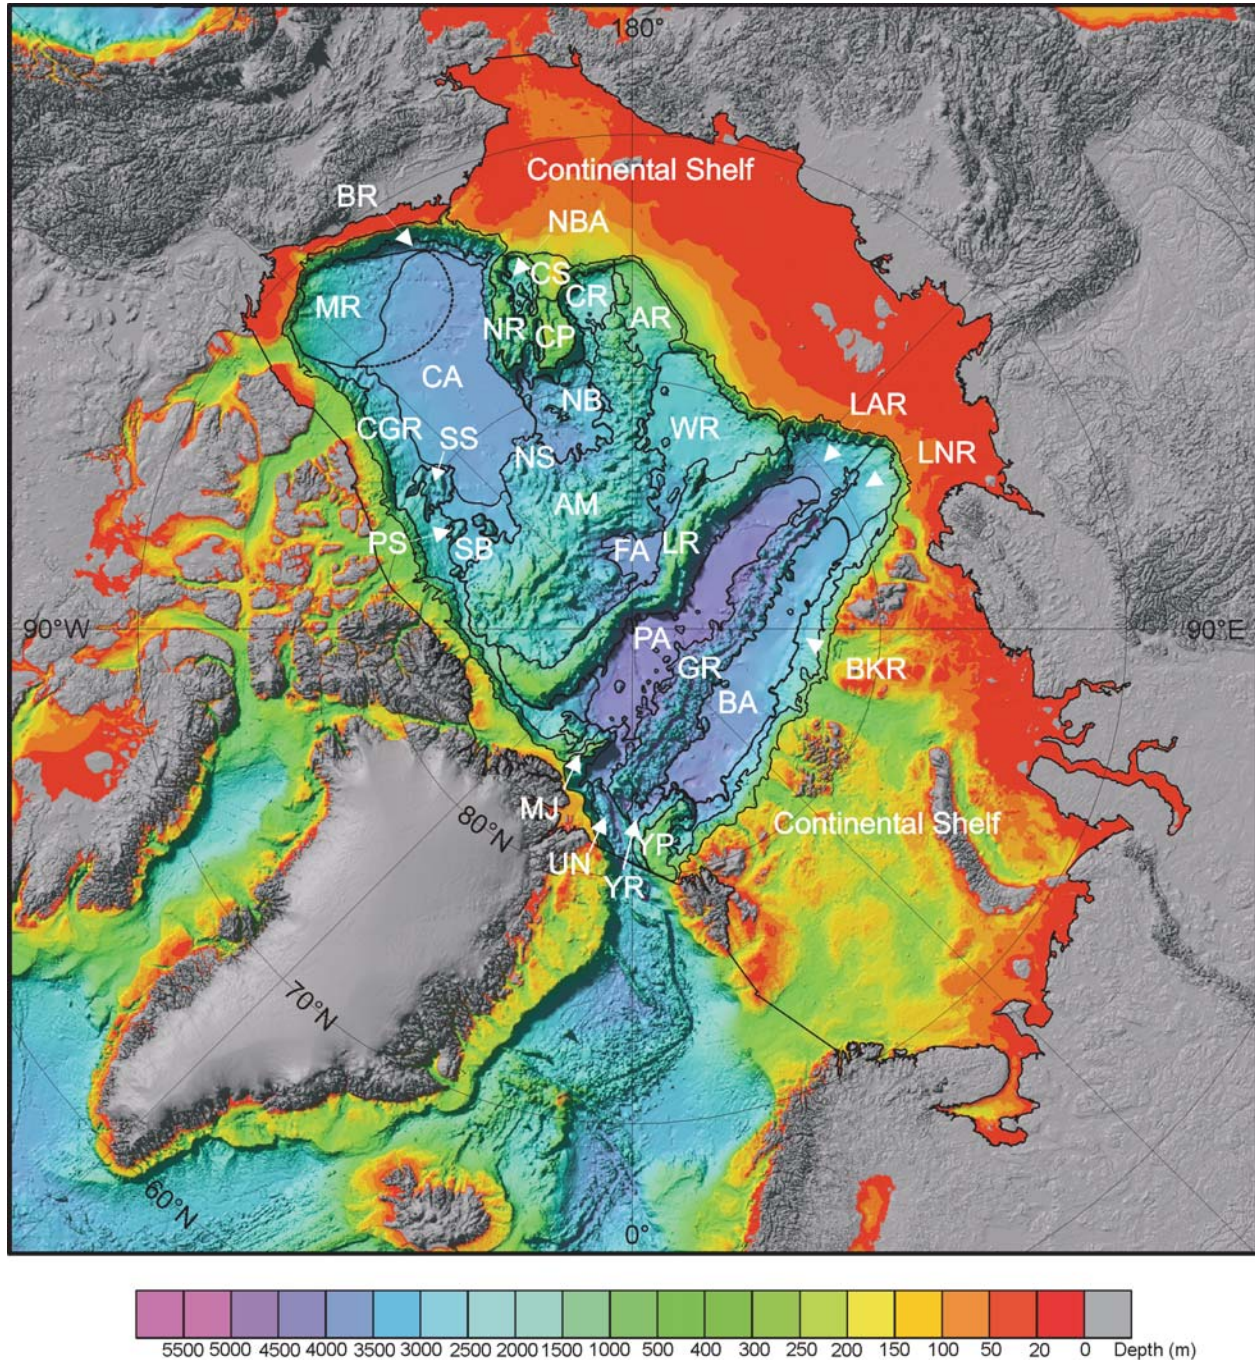 180°
Continental Shelf
BR
NBA
CS
CR
MR
NR
CP
AR
CA
NB
LAR
CGR
SS
NS
WR
LNR
AM
PS
SB
FA
LR
90°W
PA
90°E
GR
BKR
BA
MJ
80°N
Continental Shelf
UN
YP
YR
70°N
60°N
0°
5500 5000 4500 4000 3500 3000 2500 2000 1500 1000 500 400 300 200 150 100 50 20 0 Depth (m)